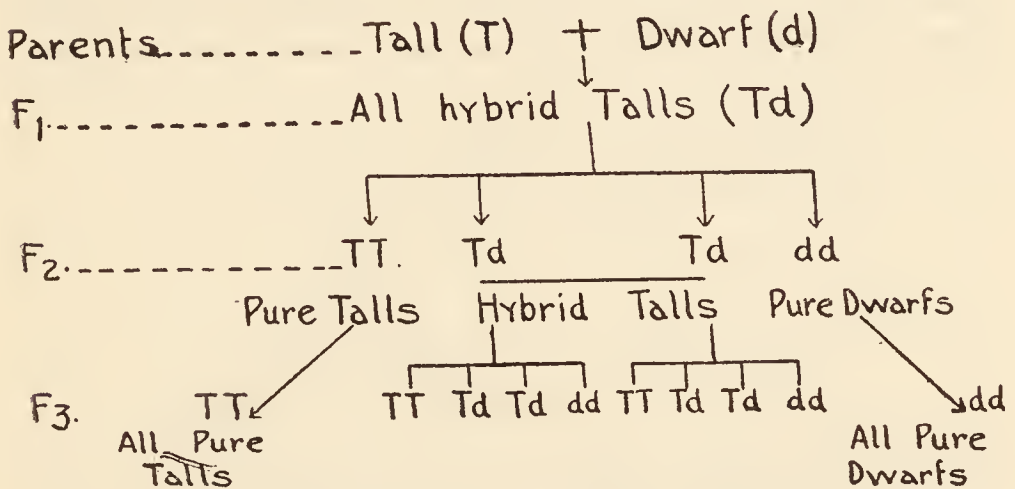 Parents------------Tall (T) + Dwarf (d)
F1.---------------All hybrid Talls (Td)
F2.---------------TT. Td Td dd
Pure Talls Hybrid Talls Pure Dwarfs
F3. TT TT Td Td dd TT Td Td dd dd
All Pure
Talls
All Pure
Dwarfs